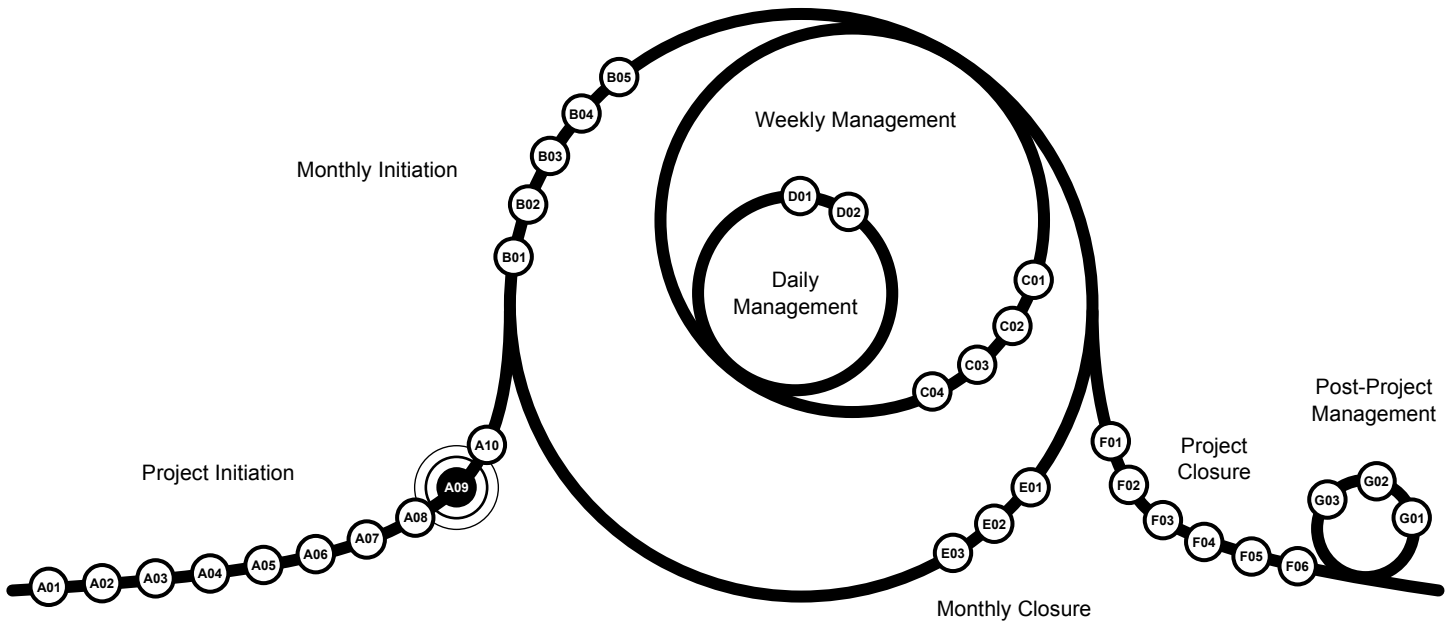 Project Initiation
A01
A02
A03
A04
A05
A06
A07
A08
A09
A10
Monthly Initiation
B01
B02
B03
B04
B05
Weekly Management
C01
C02
C03
C04
Daily
Management
D01
D02
Monthly Closure
E01
E02
E03
Project
Closure
F01
F02
F03
F04
F05
F06
Post-Project
Management
G01
G02
G03